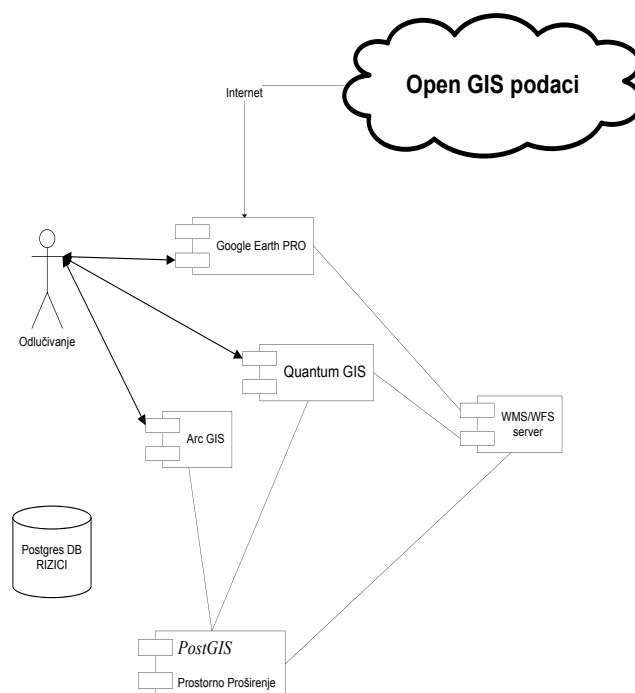 Open GIS podaci
Internet
Google Earth PRO
Odlučivanje
Quantum GIS
Arc GIS
WMS/WFS
server
Postgres DB
RIZICI
PostGIS
Prostorno Proširenje